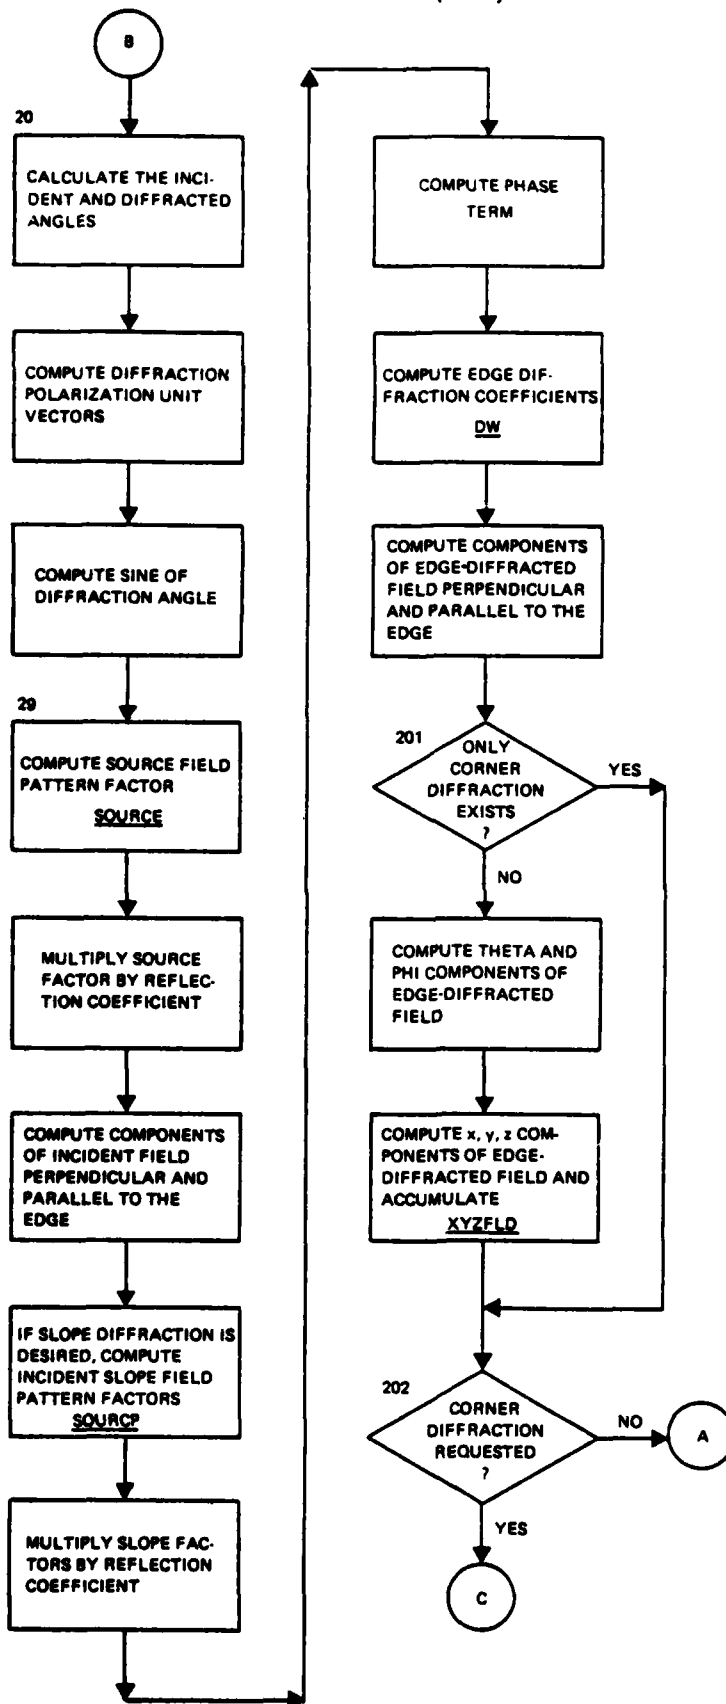 B
20
CALCULATE THE INCI-
DENT AND DIFFRACTED
ANGLES
COMPUTE DIFFRACTION
POLARIZATION UNIT
VECTORS
COMPUTE SINE OF
DIFFRACTION ANGLE
29
COMPUTE SOURCE FIELD
PATTERN FACTOR
SOURCE
MULTIPLY SOURCE
FACTOR BY REFLEC-
TION COEFFICIENT
COMPUTE COMPONENTS
OF INCIDENT FIELD
PERPENDICULAR AND
PARALLEL TO THE
EDGE
IF SLOPE DIFFRACTION IS
DESIRED, COMPUTE
INCIDENT SLOPE FIELD
PATTERN FACTORS
SOURCP
MULTIPLY SLOPE FAC-
TORS BY REFLECTION
COEFFICIENT
COMPUTE PHASE
TERM
COMPUTE EDGE DIF-
FRACTION COEFFICIENTS
DW
COMPUTE COMPONENTS
OF EDGE-DIFFRACTED
FIELD PERPENDICULAR
AND PARALLEL TO THE
EDGE
201
ONLY
CORNER
DIFFRACTION
EXISTS
?
YES
NO
COMPUTE THETA AND
PHI COMPONENTS OF
EDGE-DIFFRACTED
FIELD
COMPUTE x, y, z COM-
PONENTS OF EDGE-
DIFFRACTED FIELD AND
ACCUMULATE
XYZFLD
202
CORNER
DIFFRACTION
REQUESTED
?
NO
A
YES
C